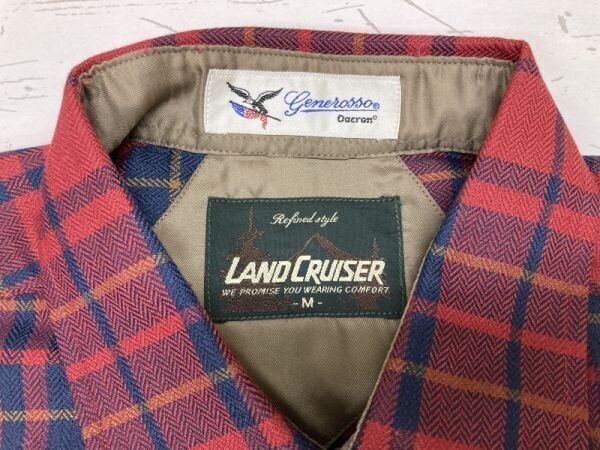 Generosso®
Dacron®
Refined style
LAND CRUISER
WE PROMISE YOU WEARING COMFORT
- M -